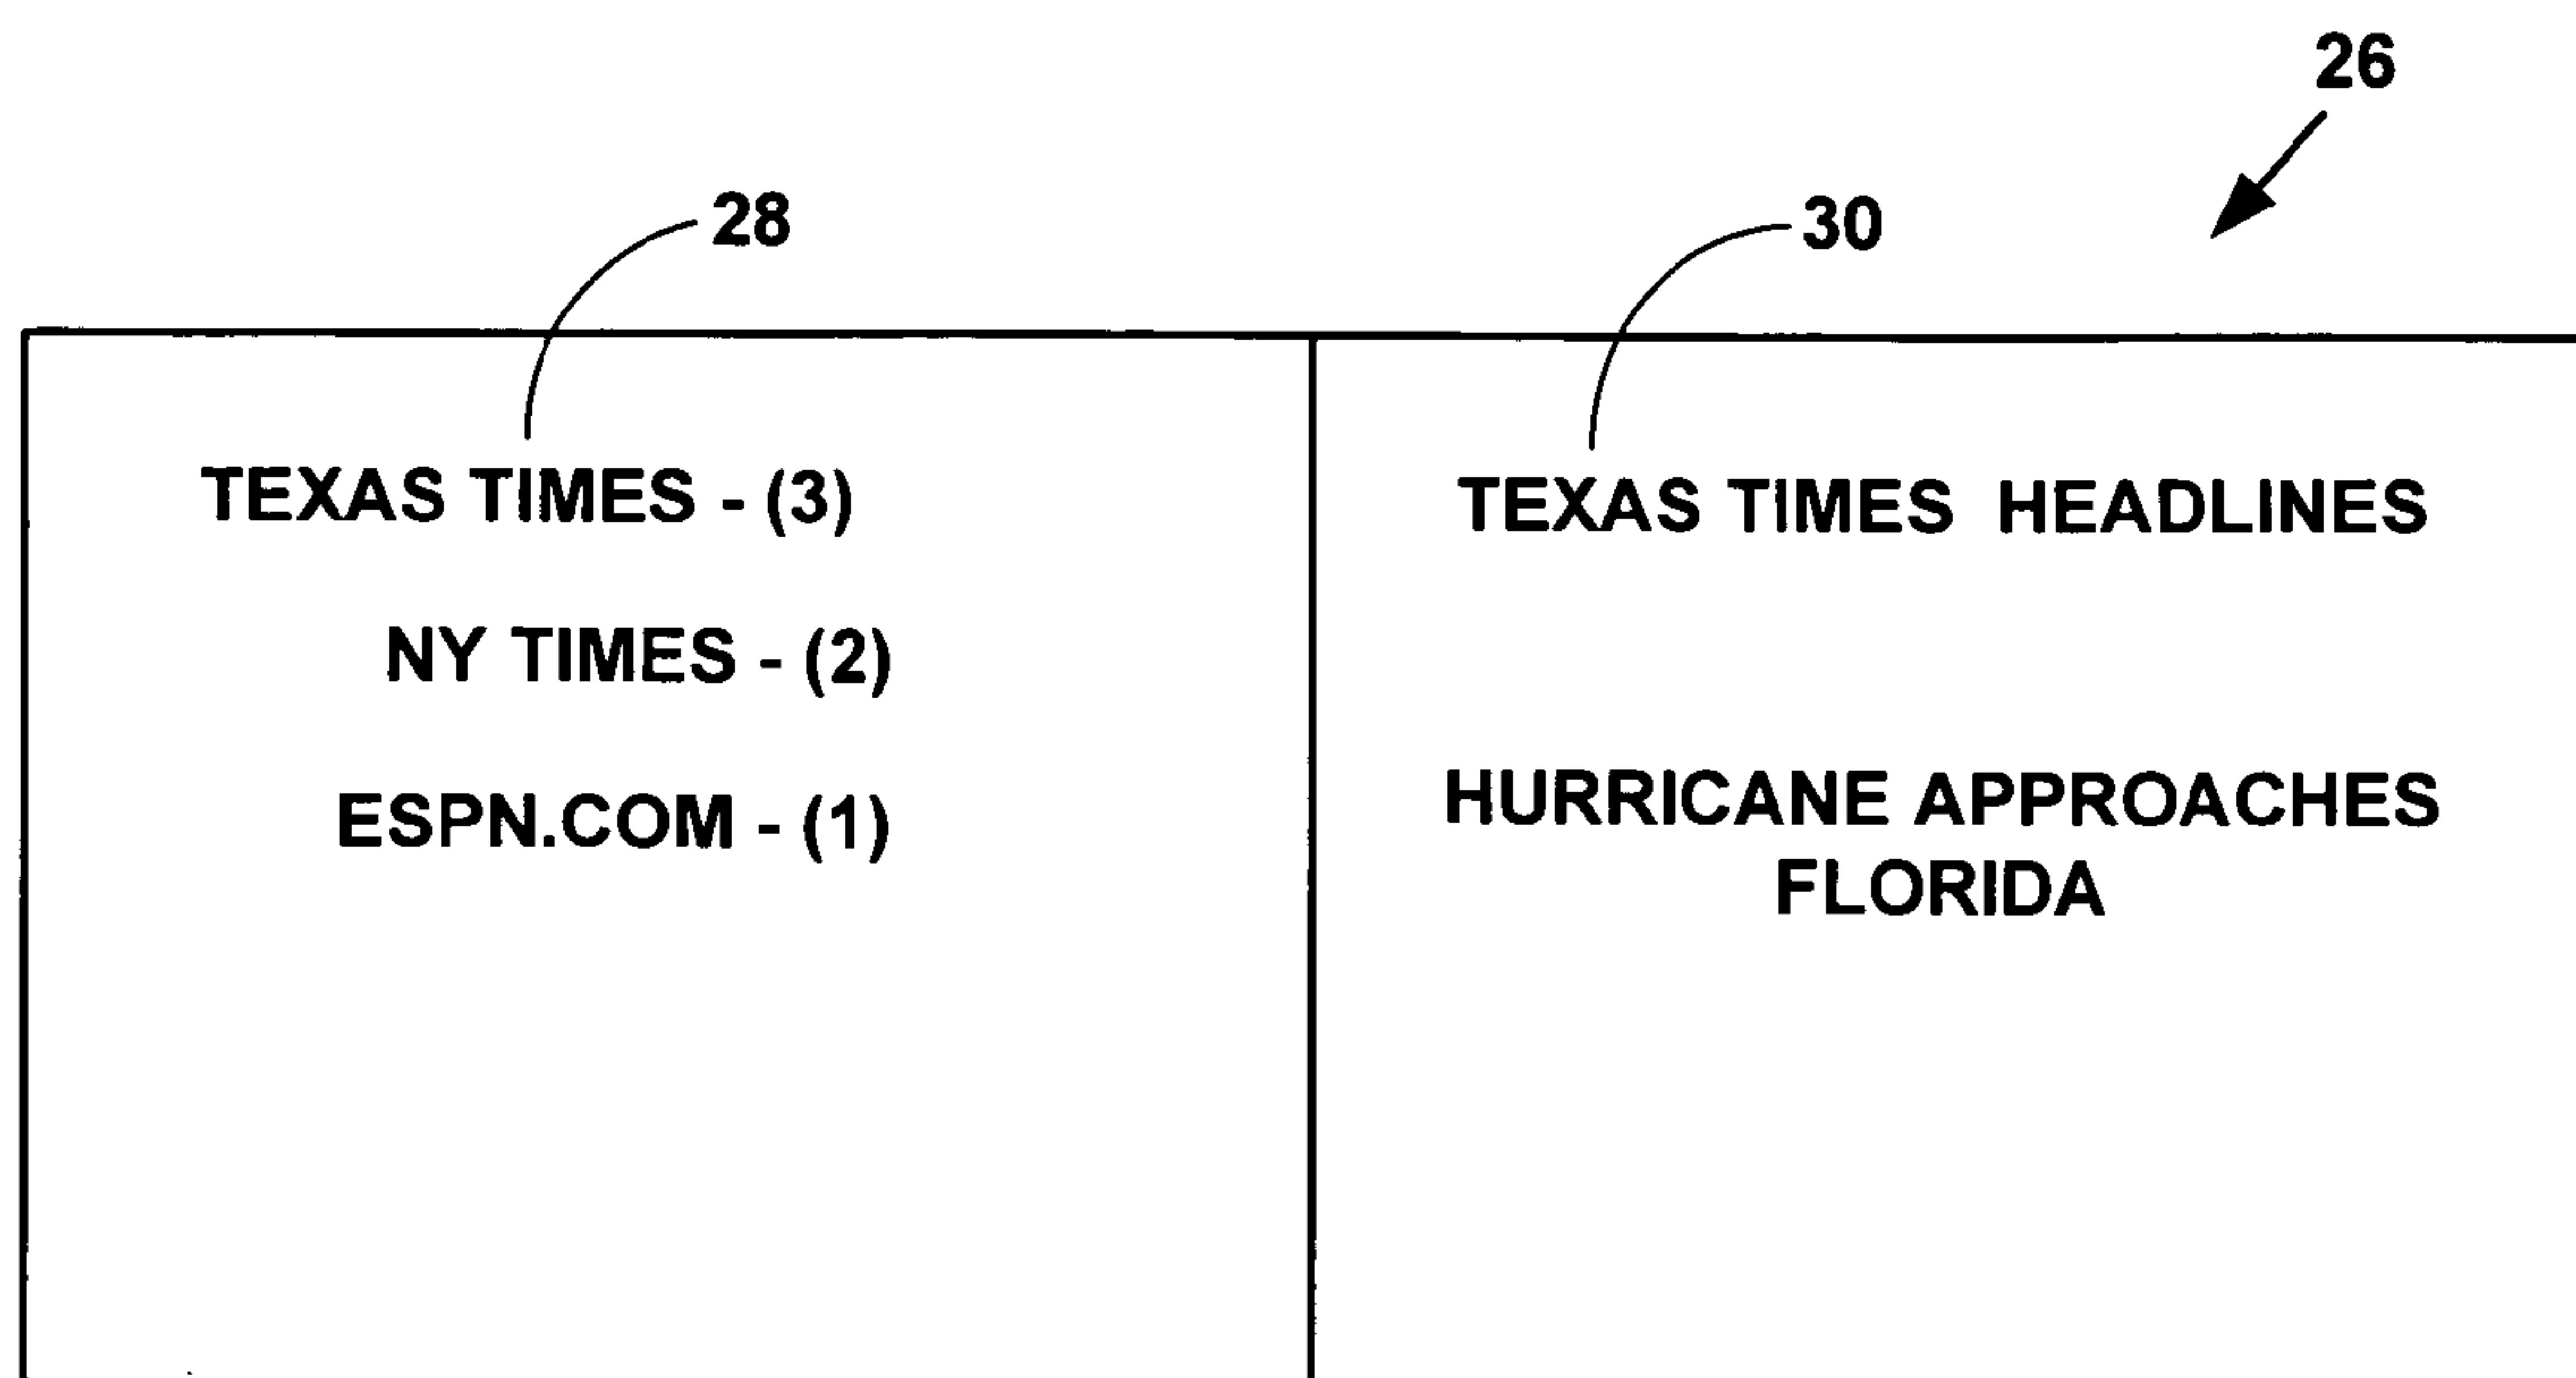 26
28
30
TEXAS TIMES - (3)
NY TIMES - (2)
ESPN.COM - (1)
TEXAS TIMES HEADLINES
HURRICANE APPROACHES
FLORIDA